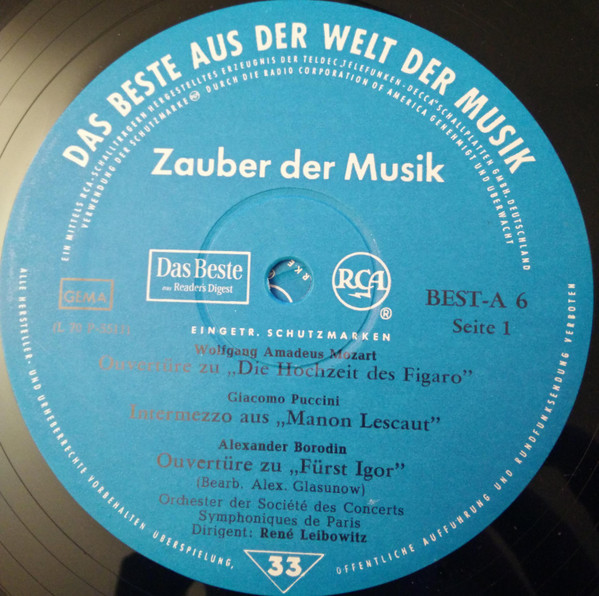 DAS BESTE AUS DER WELT DER MUSIK
EIN MITTELS RCA-SCHALLFACTOREN HERGESTELLTES ERZEUGNIS DER TELDEC „TELEFUNKEN-DECCA" SCHALLPLATTEN GMBH. DEUTSCHLAND
VERWENDUNG DER SCHUTZMARKE DURCH DIE RADIO CORPORATION OF AMERICA GENEHMIGT UND ÜBERWACHT
Zauber der Musik
GEMA
Das Beste
Reader's Digest
RCA
®
BEST-A 6
Seite 1
EINGETR. SCHUTZMARKEN
Wolfgang Amadeus Mozart
Ouvertüre zu „Die Hochzeit des Figaro"
Giacomo Puccini
Intermezzo aus „Manon Lescaut"
Alexander Borodin
Ouvertüre zu „Fürst Igor"
(Bearb. Alex. Glasunow)
Orchester der Société des Concerts
Symphoniques de Paris
Dirigent: René Leibowitz
33
ALLE HERSTELLER- UND URHEBERRECHTE VORBEHALTEN ÜBERSPIELUNG, ÖFFENTLICHE AUFFÜHRUNG UND RUNDFUNKSENDUNG VERBOTEN